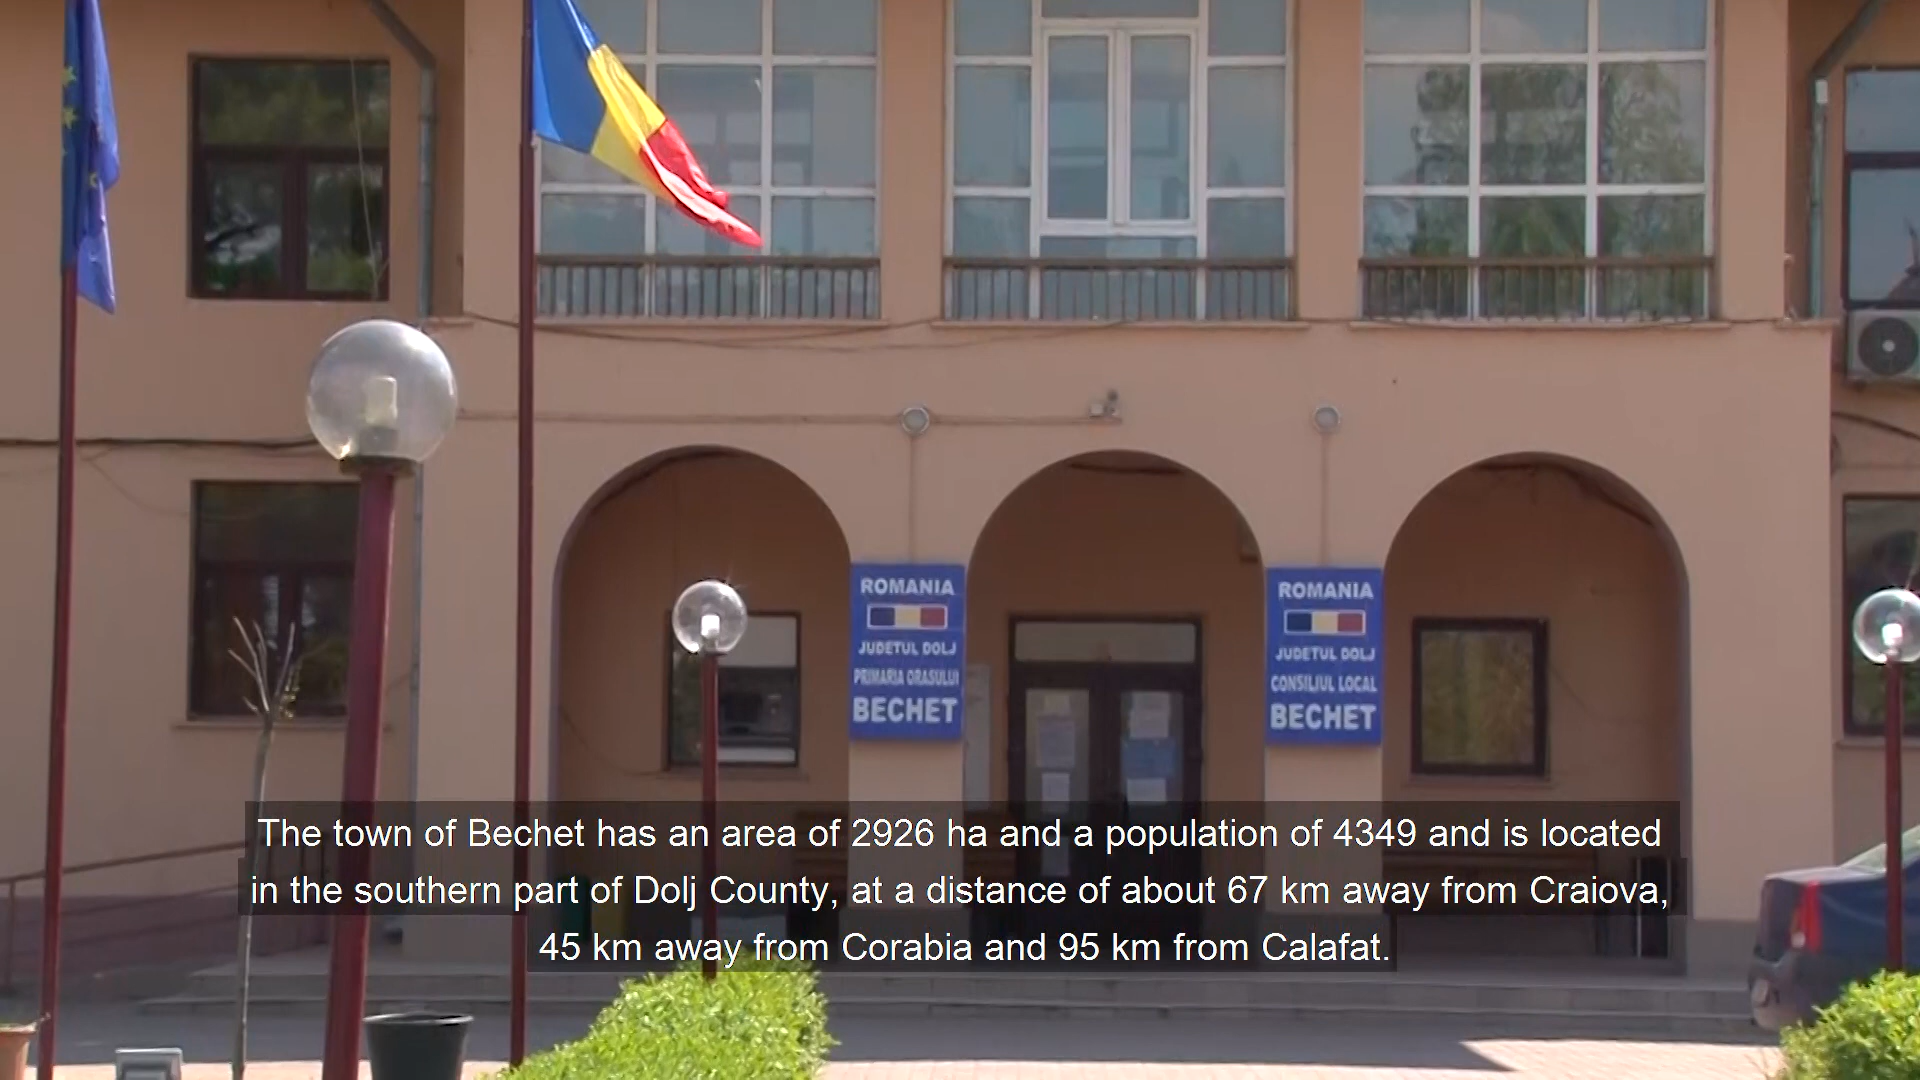 ROMANIA
JUDETUL DOLJ
PRIMARIA ORASULUI
BECHET
ROMANIA
JUDETUL DOLJ
CONSILIUL LOCAL
BECHET
The town of Bechet has an area of 2926 ha and a population of 4349 and is located
in the southern part of Dolj County, at a distance of about 67 km away from Craiova,
45 km away from Corabia and 95 km from Calafat.